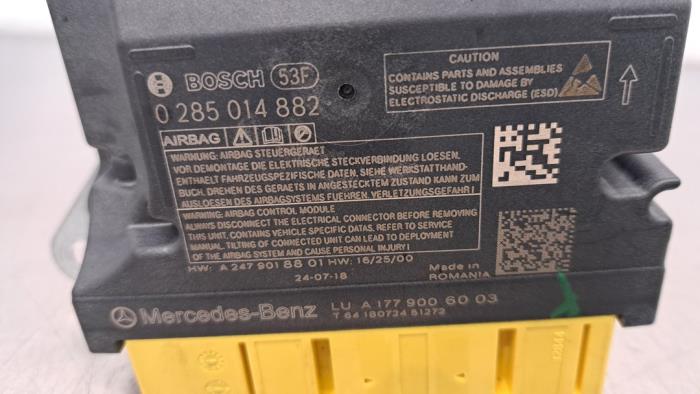 BOSCH 53F
0 285 014 882
CAUTION
CONTAINS PARTS AND ASSEMBLIES
SUSCEPTIBLE TO DAMAGE BY
ELECTROSTATIC DISCHARGE (ESD)
AIRBAG
WARNUNG: AIRBAG STEUERGERAET
VOR DEMONTAGE DIE ELEKTRISCHE STECKVERBINDUNG LOESEN.
ENTHAELT FAHRZEUGSPEZIFISCHE DATEN. SIEHE WERKSTATTHAND-
BUCH. DREHEN DES GERAETS IN ANGESTECKTEM ZUSTAND KANN ZUM
AUSLOESEN DES AIRBAGSYSTEMS FUEHREN. VERLETZUNGSGEFAHR!
WARNING: AIRBAG CONTROL MODULE
ALWAYS DISCONNECT THE ELECTRICAL CONNECTOR BEFORE REMOVING
THIS UNIT. CONTAINS VEHICLE SPECIFIC DATA. REFER TO SERVICE
MANUAL. TILTING OF CONNECTED UNIT CAN LEAD TO DEPLOYMENT
OF THE AIRBAG SYSTEM AND CAUSE PERSONAL INJURY!
HW: A 247 901 88 01 HW: 16/25/00
24-07-18
Made in
ROMANIA
Mercedes-Benz
LU A 177 900 60 03
T 64 180724 81272
12844